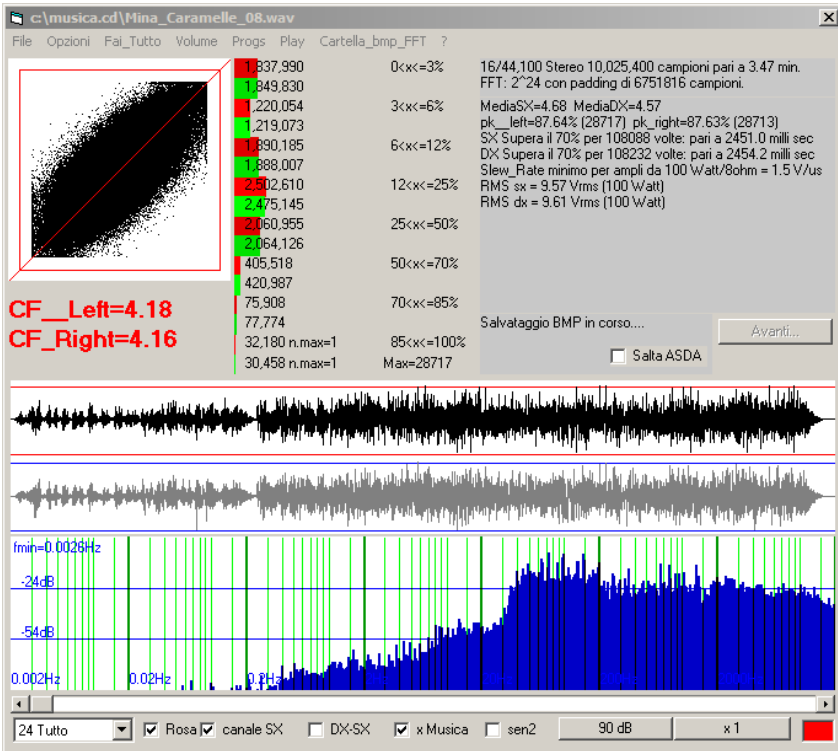 c:\musica.cd\Mina_Caramelle_08.wav
File Opzioni Fai_Tutto Volume Progs Play Cartella_bmp_FFT ?
1,837,990 0<x<=3%
1,849,830
1,220,054 3<x<=6%
1,219,073
1,890,185 6<x<=12%
1,888,007
2,502,610 12<x<=25%
2,475,145
2,060,955 25<x<=50%
2,064,126
405,518 50<x<=70%
420,987
75,908 70<x<=85%
77,774
32,180 n.max=1 85<x<=100%
30,458 n.max=1 Max=28717
CF__Left=4.18
CF_Right=4.16
16/44,100 Stereo 10,025,400 campioni pari a 3.47 min.
FFT: 2^24 con padding di 6751816 campioni.
MediaSX=4.68 MediaDX=4.57
pk__left=87.64% (28717) pk_right=87.63% (28713)
SX Supera il 70% per 108088 volte: pari a 2451.0 milli sec
DX Supera il 70% per 108232 volte: pari a 2454.2 milli sec
Slew_Rate minimo per ampli da 100 Watt/8ohm = 1.5 V/us
RMS sx = 9.57 Vrms (100 Watt)
RMS dx = 9.61 Vrms (100 Watt)
Salvataggio BMP in corso....
Avanti...
Salta ASDA
fmin=0.0026Hz
-24dB
-54dB
0.002Hz 0.02Hz 0.2Hz
24 Tutto Rosa canale SX DX-SX x Musica sen2 90 dB x 1